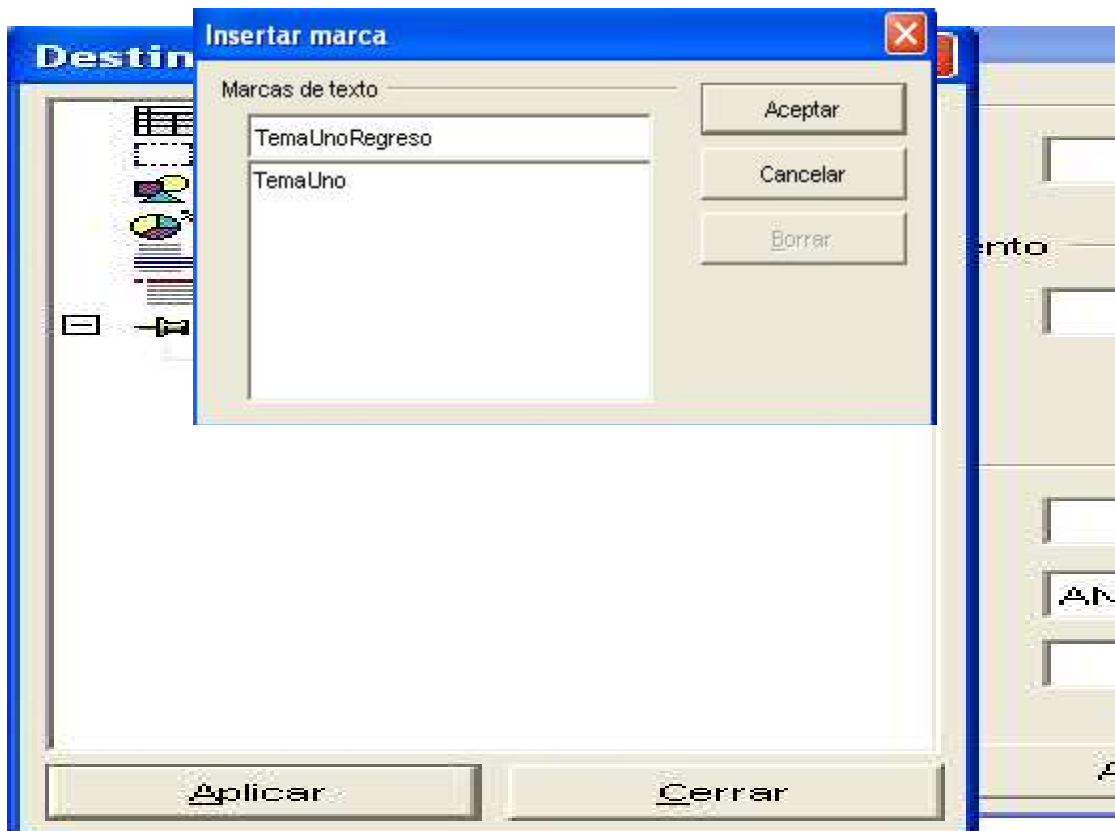 Insertar marca
Destin
Marcas de texto
Aceptar
TemaUnoRegreso
TemaUno
Cancelar
Borrar
ento
AN
Aplicar
Cerrar
A